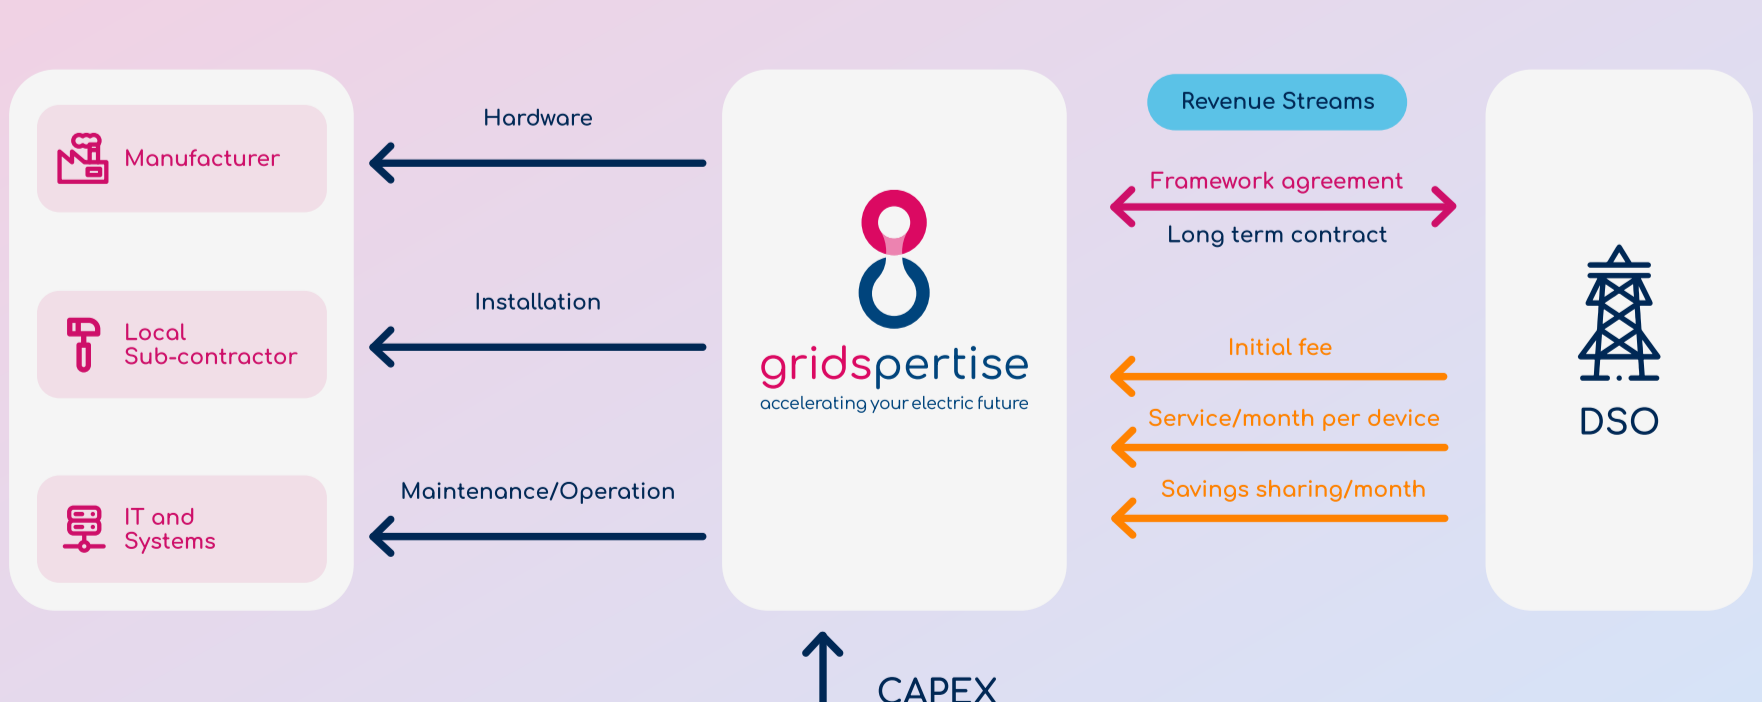 Manufacturer
Local
Sub-contractor
IT and
Systems
Hardware
Installation
Maintenance/Operation
gridspertise
accelerating your electric future
CAPEX
Revenue Streams
Framework agreement
Long term contract
Initial fee
Service/month per device
Savings sharing/month
DSO